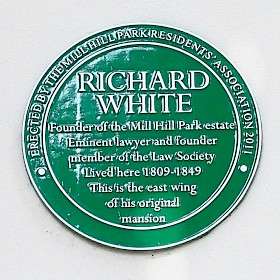 ERECTED BY THE MILL HILL PARK RESIDENTS' ASSOCIATION 2011
RICHARD
WHITE
Founder of the Mill Hill Park estate
Eminent lawyer and founder
member of the Law Society
Lived here 1809-1849
This is the east wing
of his original
mansion